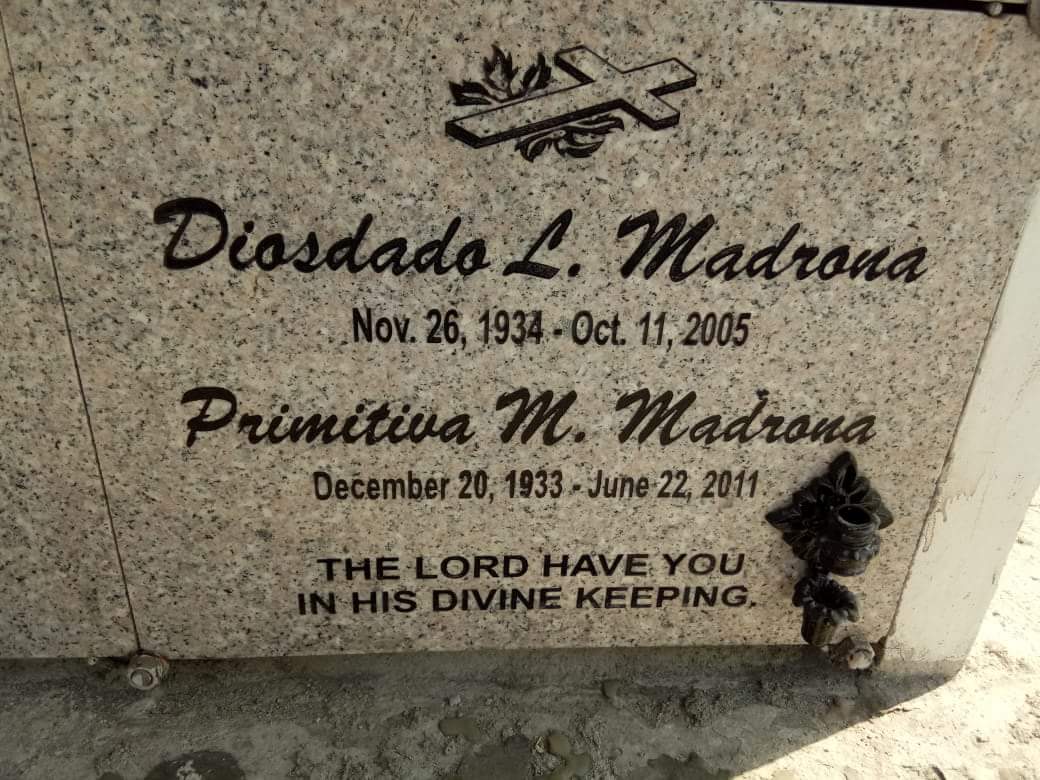 Diosdado L. Madrona
Nov. 26, 1934 - Oct. 11, 2005
Primitiva M. Madrona
December 20, 1933 - June 22, 2011
THE LORD HAVE YOU
IN HIS DIVINE KEEPING.